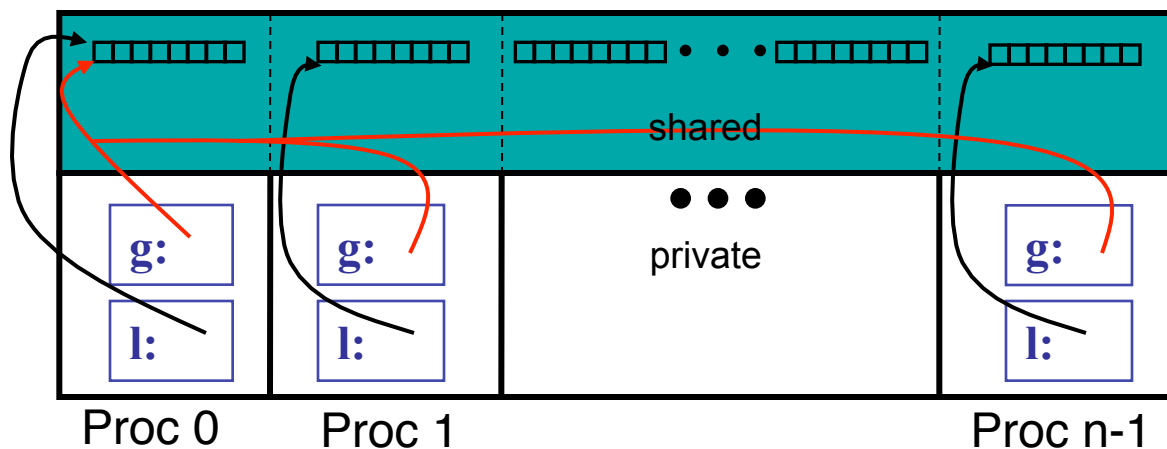 shared
private
g: g: g:
l: l: l:
Proc 0 Proc 1 Proc n-1